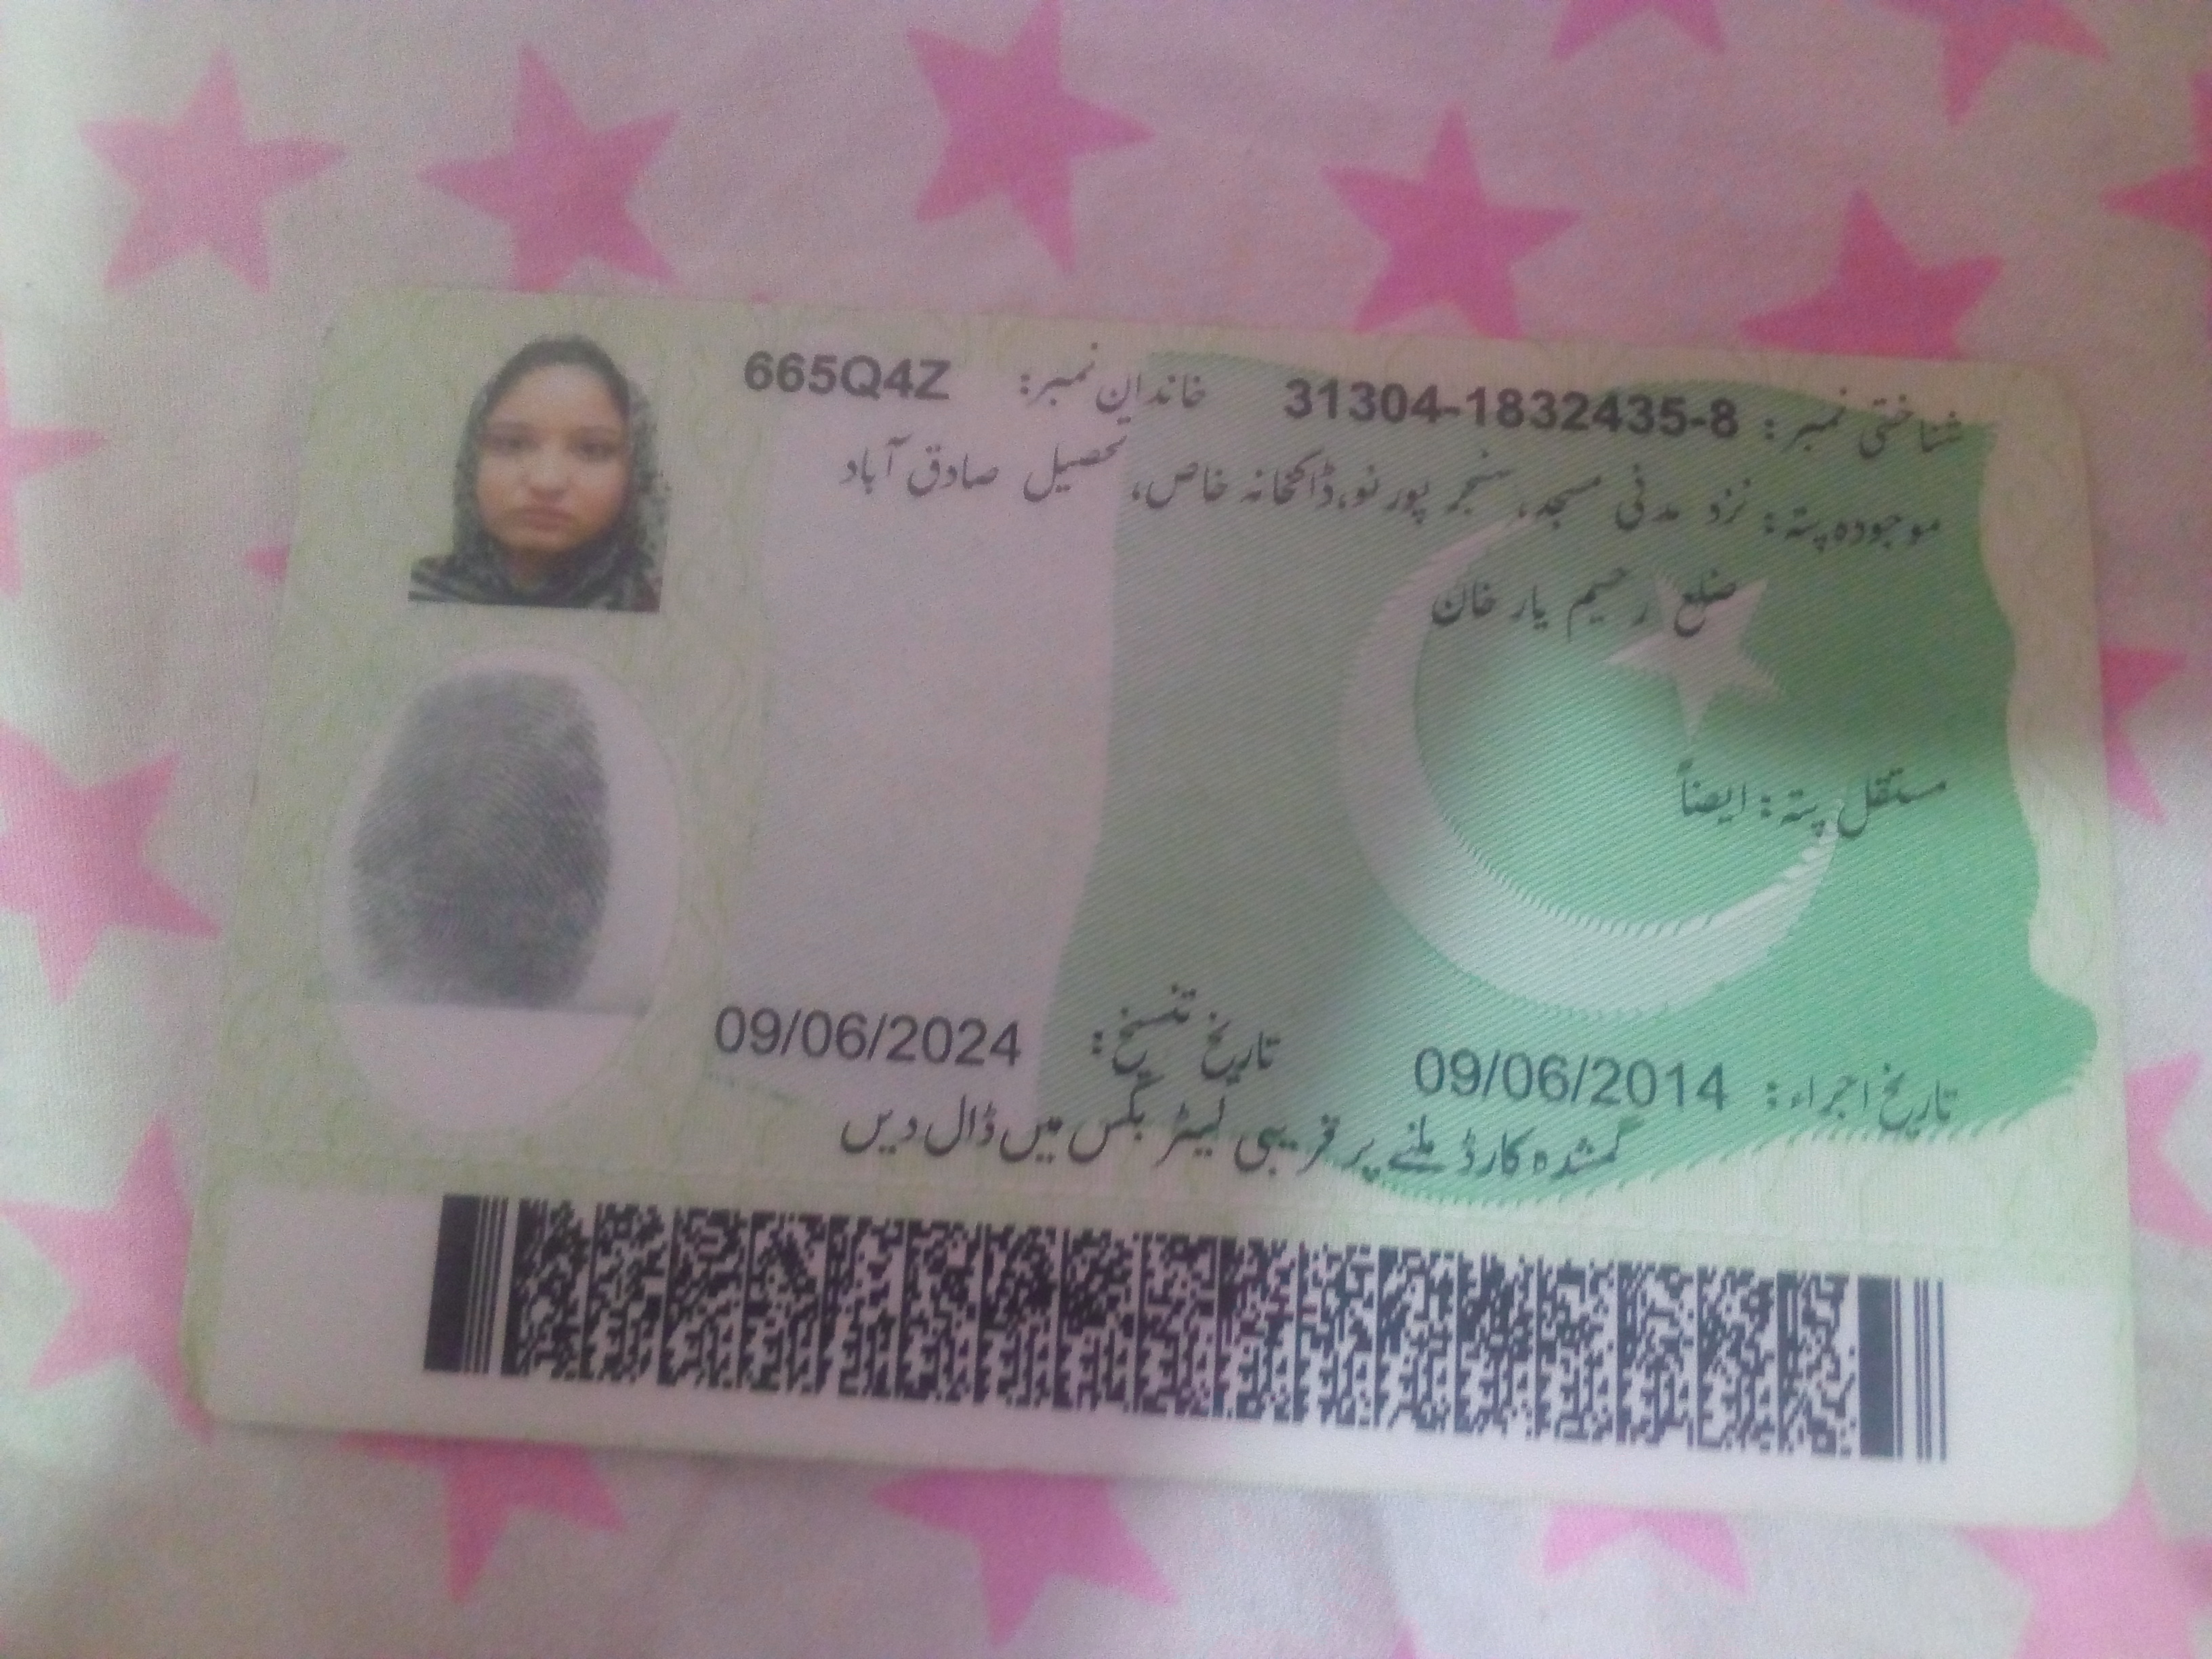 شناختی نمبر: 31304-1832435-8 خاندان نمبر: 665Q4Z
موجودہ پتہ: نزد مدنی مسجد، سنجر پور نو، ڈاکخانہ خاص، تحصیل صادق آباد
ضلع رحیم یار خان
مستقل پتہ: ایضاً
تاریخ اجراء: 09/06/2014 تاریخ تنسیخ: 09/06/2024
گمشدہ کارڈ ملنے پر قریبی لیٹر بکس میں ڈال دیں